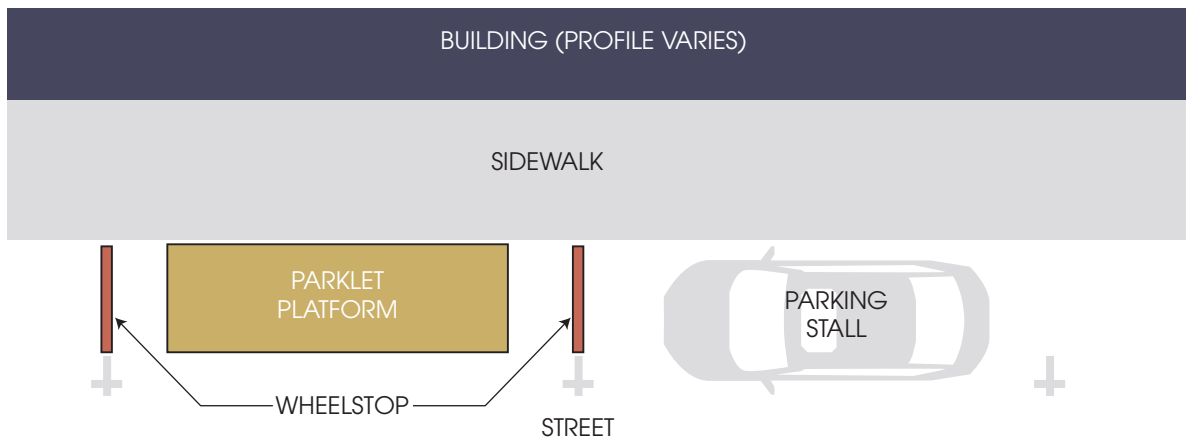 BUILDING (PROFILE VARIES)
SIDEWALK
PARKLET
PLATFORM
PARKING
STALL
WHEELSTOP
STREET